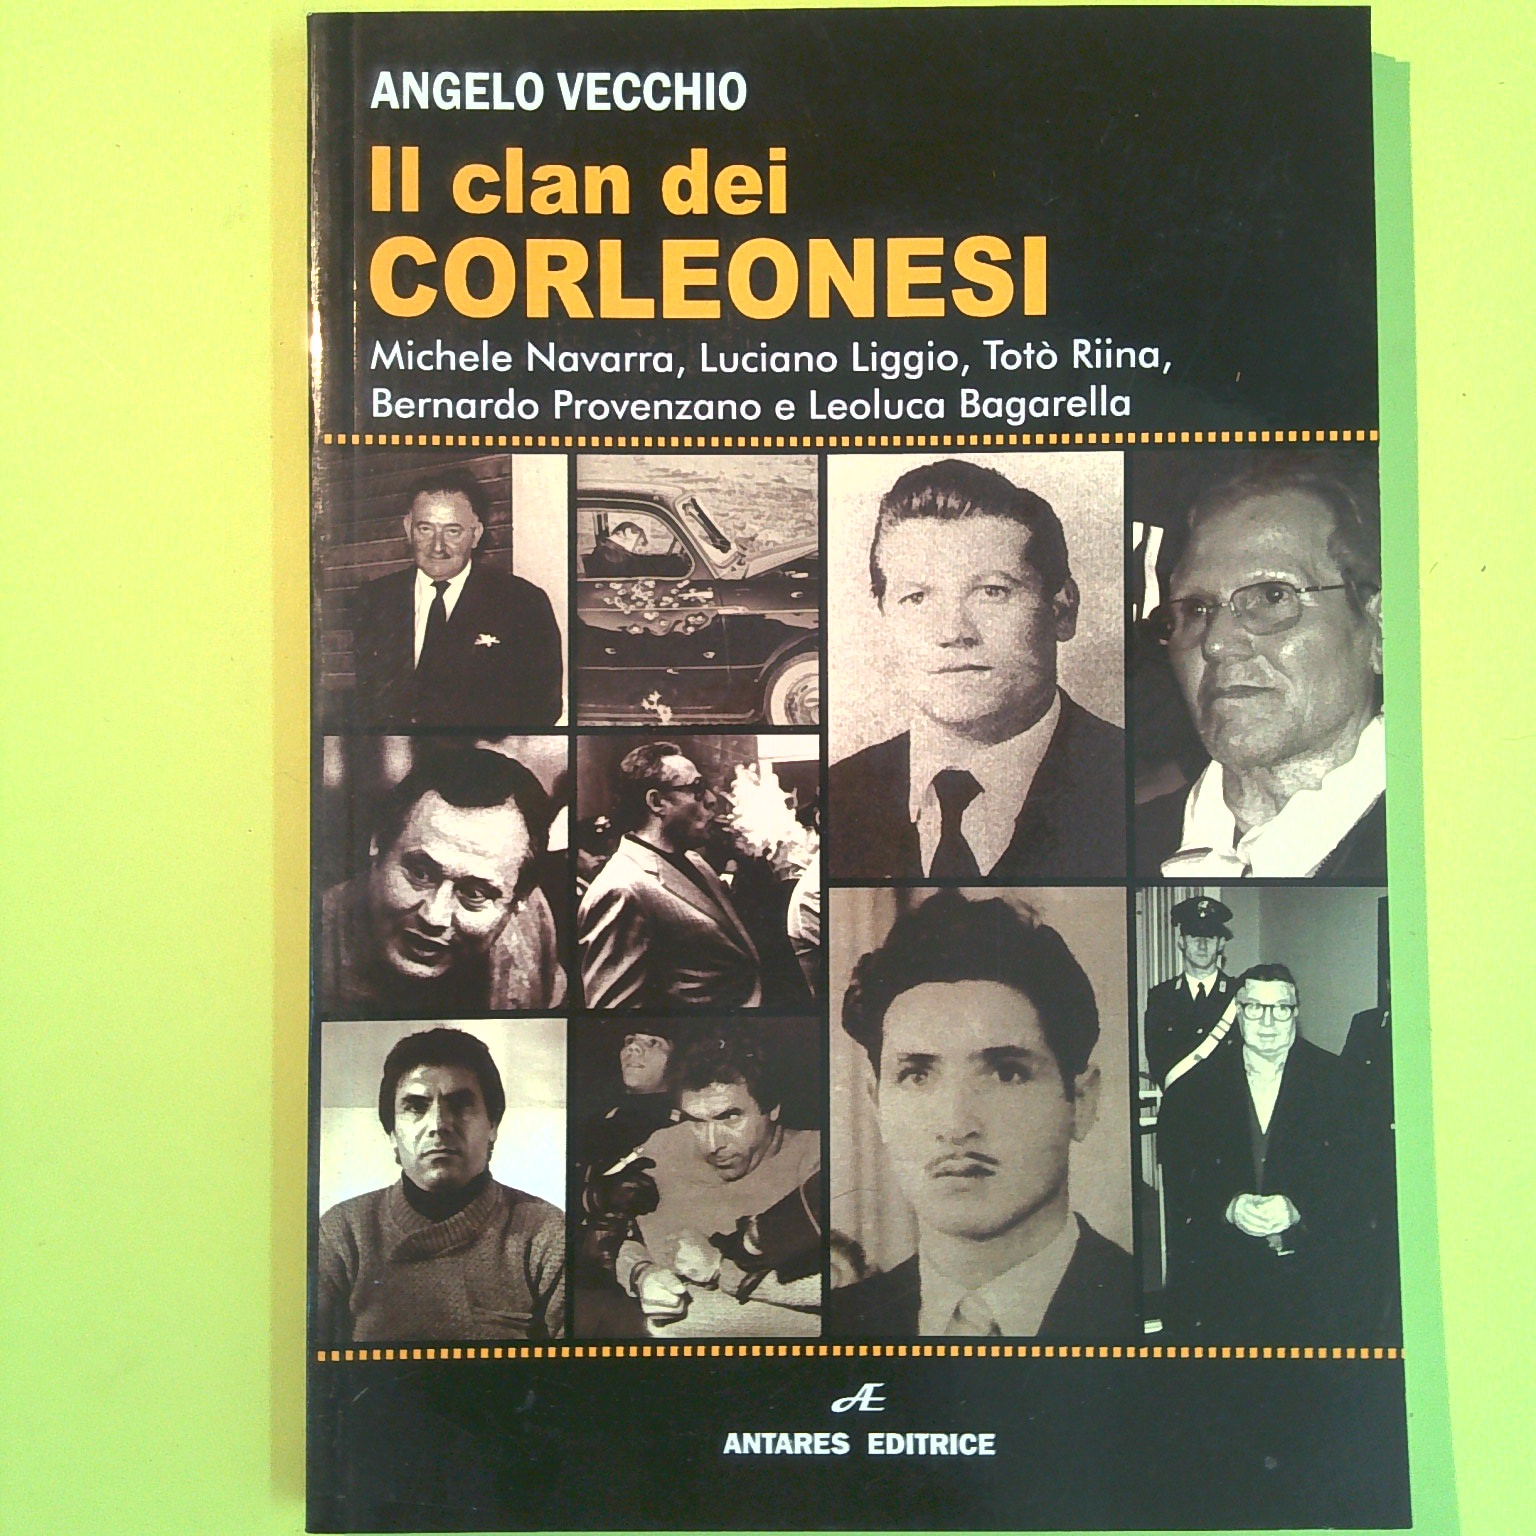 ANGELO VECCHIO
Il clan dei
CORLEONESI
Michele Navarra, Luciano Liggio, Totò Riina,
Bernardo Provenzano e Leoluca Bagarella
Æ
ANTARES EDITRICE